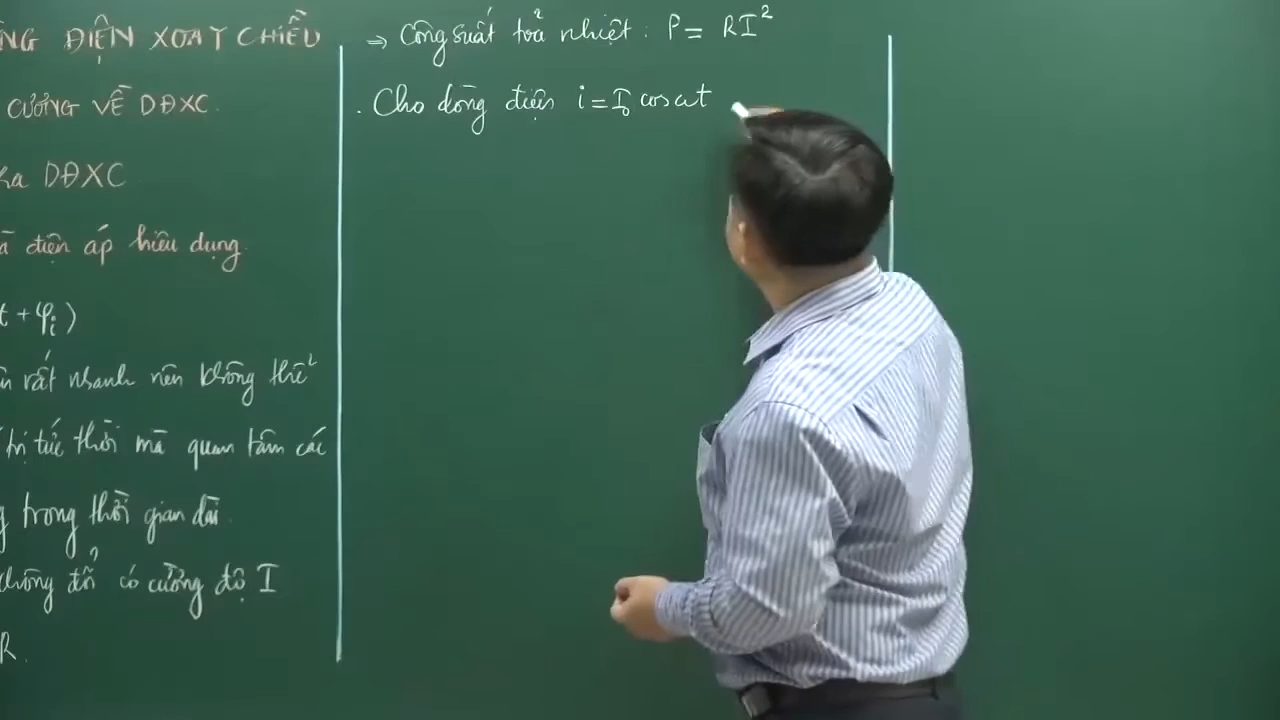 NG ĐIỆN XOAY CHIỀU
CƯƠNG VỀ DĐXC.
DĐXC
điện áp hiệu dụng
t + φi)
rất nhanh nên không thể
trị tức thời mà quan tâm các
trong thời gian dài
không đổi có cường độ I
R.
⇒ Công suất toả nhiệt: P = RI²
. Cho dòng điện i = I₀ cosωt